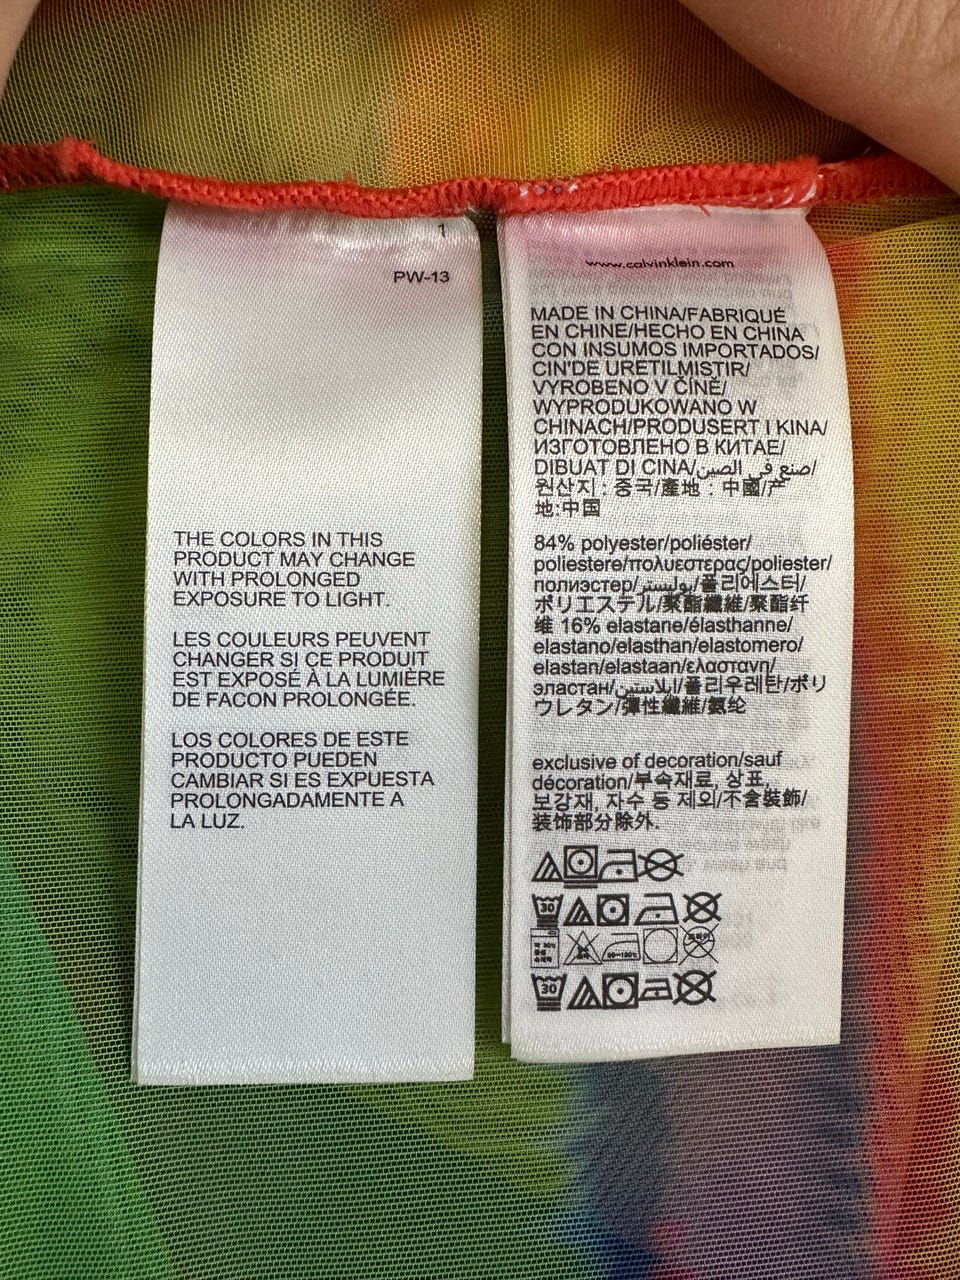 1
PW-13
THE COLORS IN THIS
PRODUCT MAY CHANGE
WITH PROLONGED
EXPOSURE TO LIGHT.
LES COULEURS PEUVENT
CHANGER SI CE PRODUIT
EST EXPOSÉ À LA LUMIÈRE
DE FACON PROLONGÉE.
LOS COLORES DE ESTE
PRODUCTO PUEDEN
CAMBIAR SI ES EXPUESTA
PROLONGADAMENTE A
LA LUZ.
www.calvinklein.com
MADE IN CHINA/FABRIQUÉ
EN CHINE/HECHO EN CHINA
CON INSUMOS IMPORTADOS/
CIN'DE URETILMISTIR/
VYROBENO V ČÍNĚ/
WYPRODUKOWANO W
CHINACH/PRODUSERT I KINA/
ИЗГОТОВЛЕНО В КИТАЕ/
DIBUAT DI CINA/صنع في الصين/
원산지 : 중국/產地 : 中國/产
地:中国
84% polyester/poliéster/
poliestere/πολυεστερας/poliester/
полиэстер/بوليستر/폴리에스터/
ポリエステル/聚酯纖維/聚酯纤
维 16% elastane/élasthanne/
elastano/elasthan/elastomero/
elastan/elastaan/ελαστανη/
эластан/ايلاستين/폴리우레탄/ポリ
ウレタン/彈性纖維/氨纶
exclusive of decoration/sauf
décoration/부속재료, 상표,
보강재, 자수 등 제외/不含裝飾/
装饰部分除外.
30
30